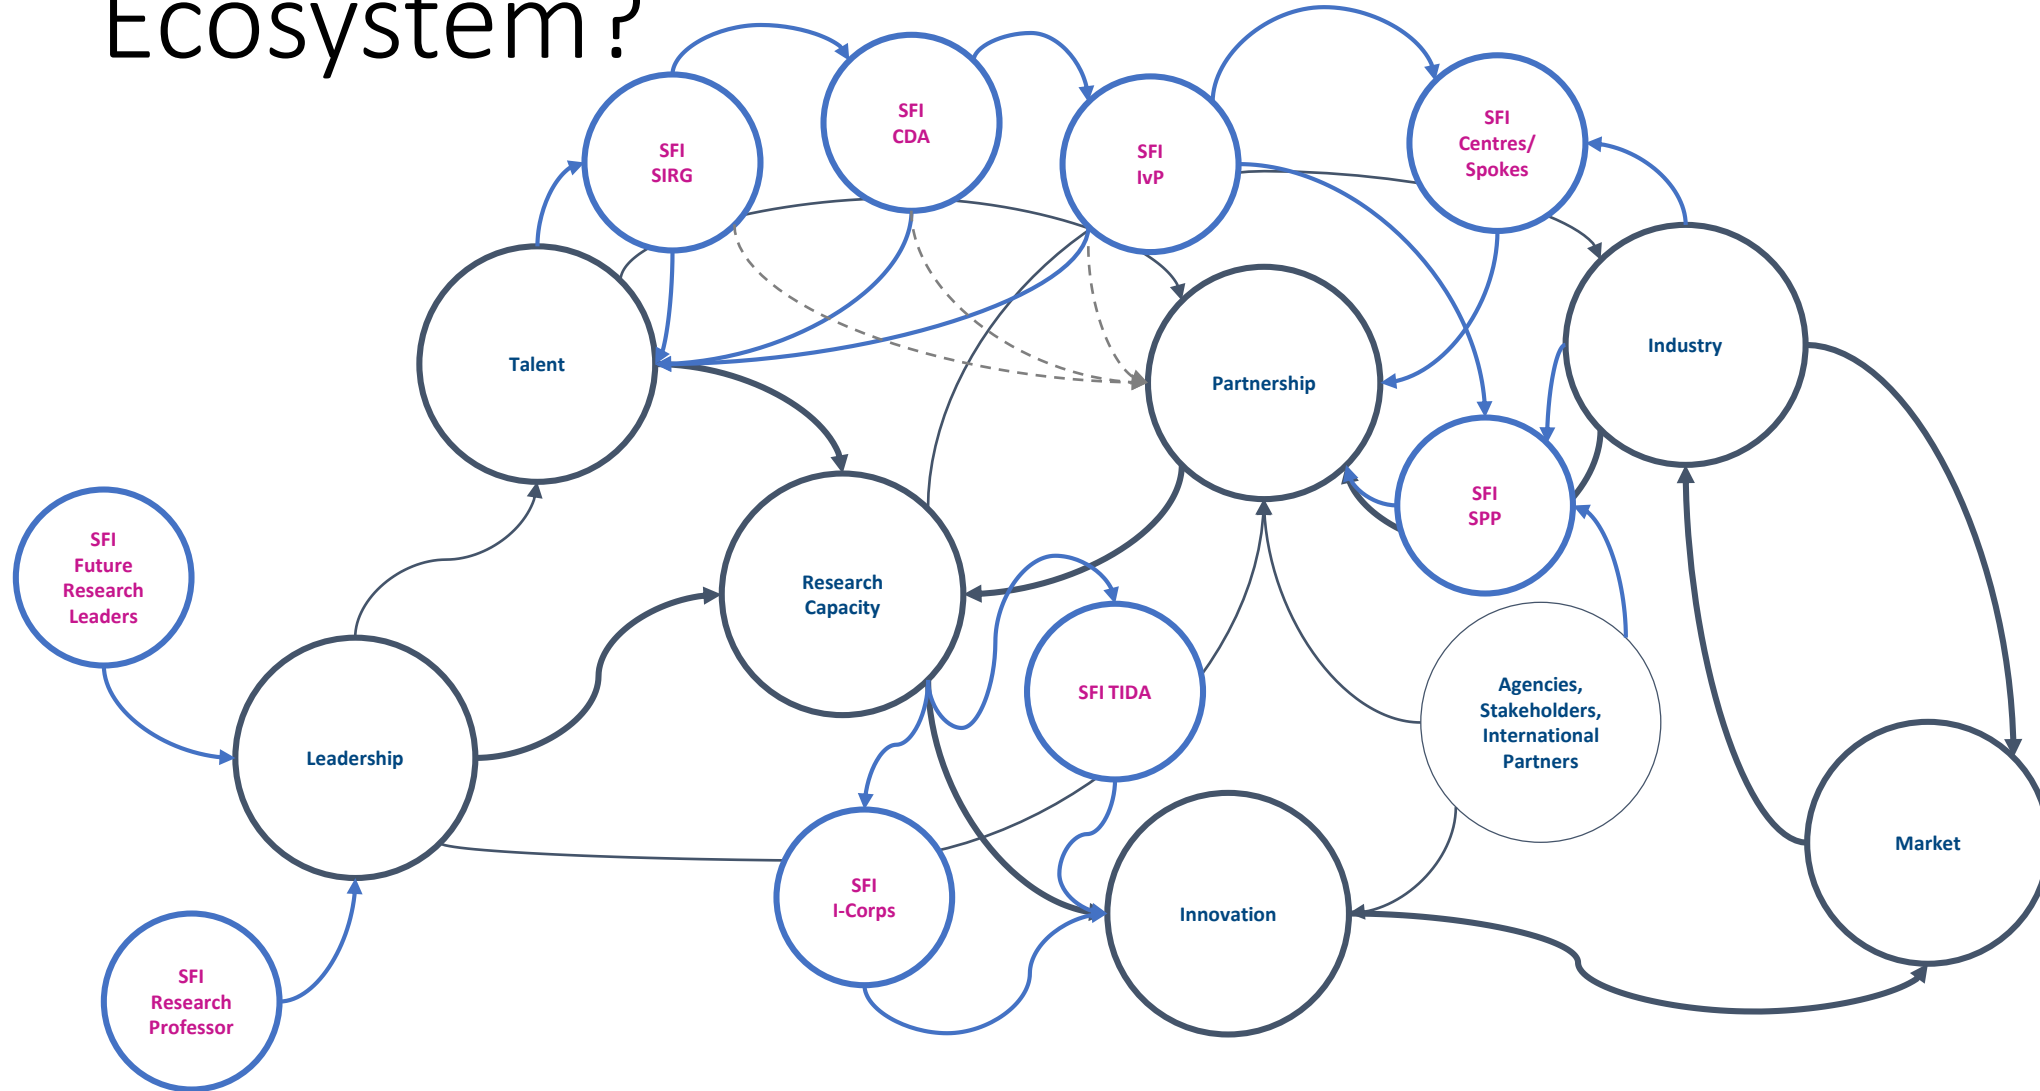 Ecosystem?
SFI
SIRG
SFI
CDA
SFI
IvP
SFI
Centres/
Spokes
Talent
Partnership
Industry
SFI
SPP
SFI
Future
Research
Leaders
Research
Capacity
SFI TIDA
Agencies,
Stakeholders,
International
Partners
Leadership
Market
SFI
I-Corps
Innovation
SFI
Research
Professor